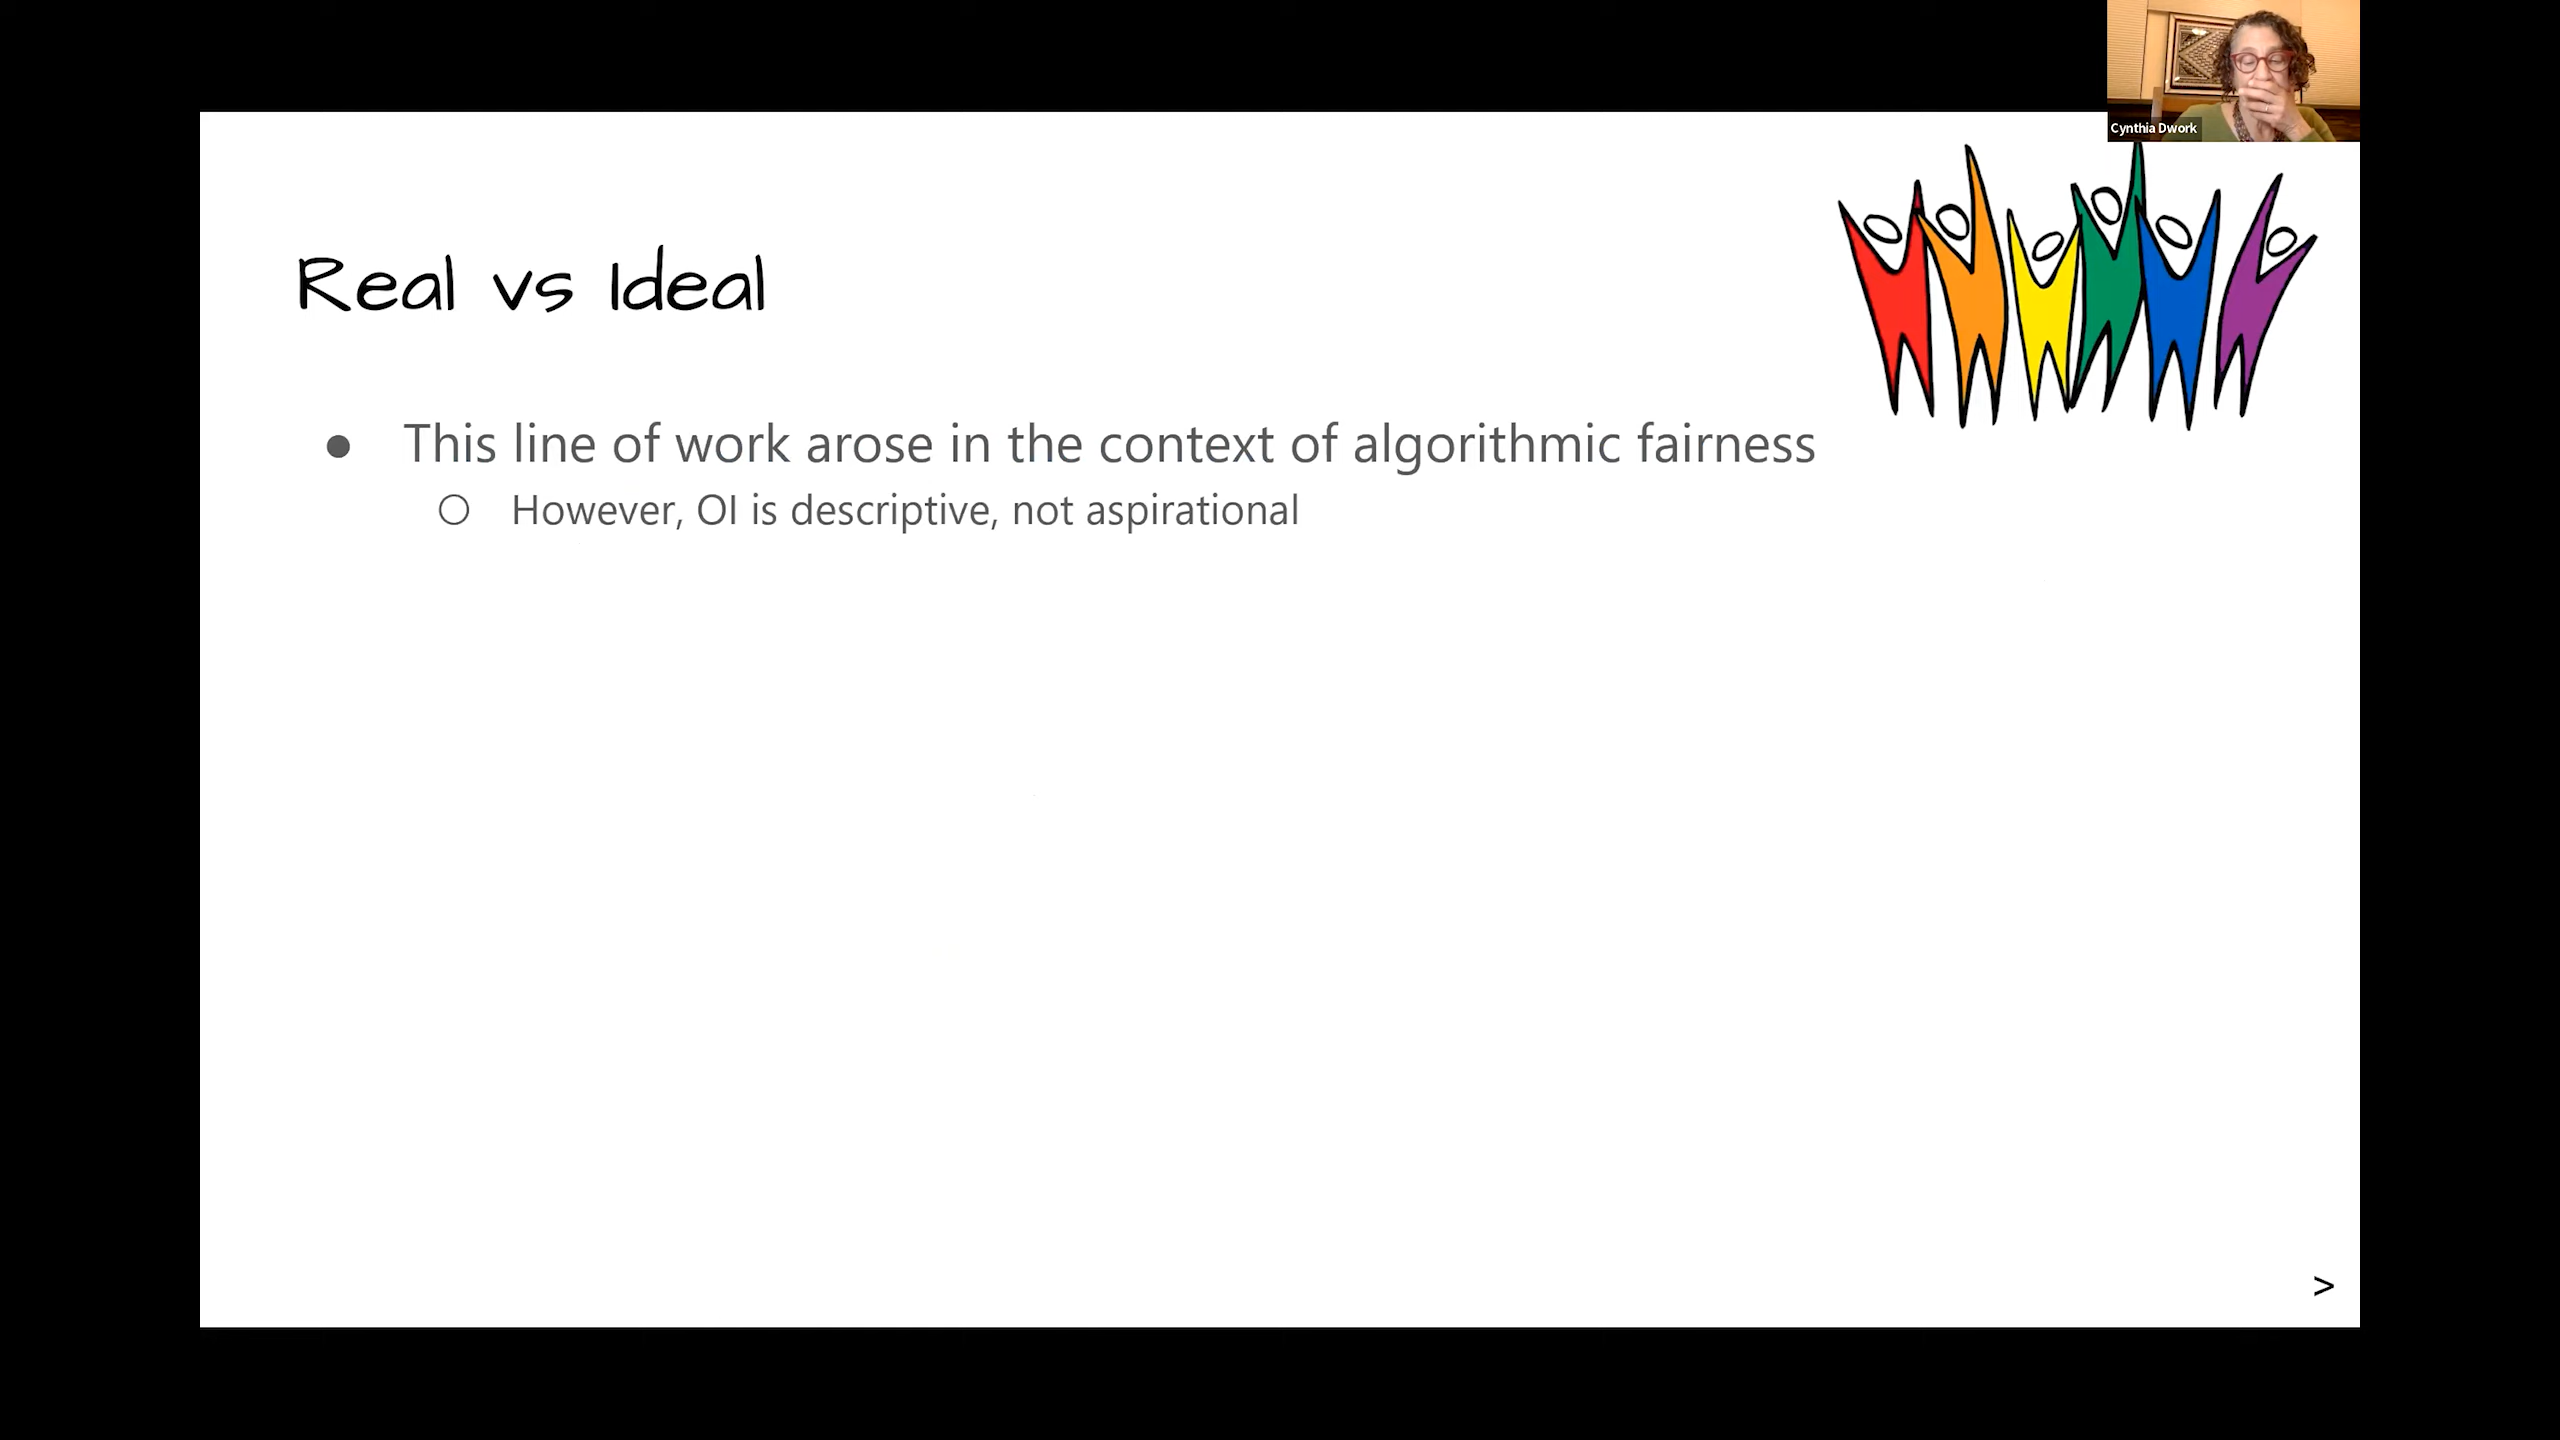 Cynthia Dwork
Real vs Ideal
● This line of work arose in the context of algorithmic fairness
○ However, OI is descriptive, not aspirational
>